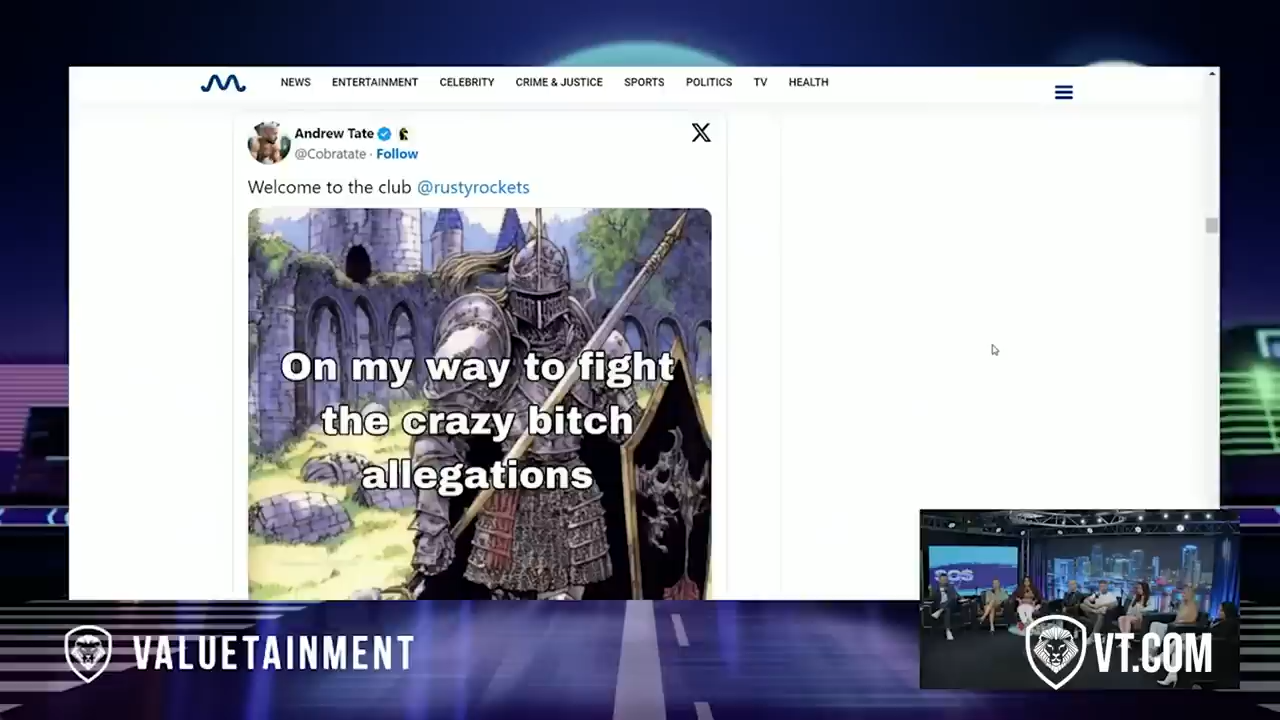 NEWS ENTERTAINMENT CELEBRITY CRIME & JUSTICE SPORTS POLITICS TV HEALTH
Andrew Tate
@Cobratate · Follow
Welcome to the club @rustyrockets
On my way to fight
the crazy bitch
allegations
SOS
VALUETAINMENT
VT.COM